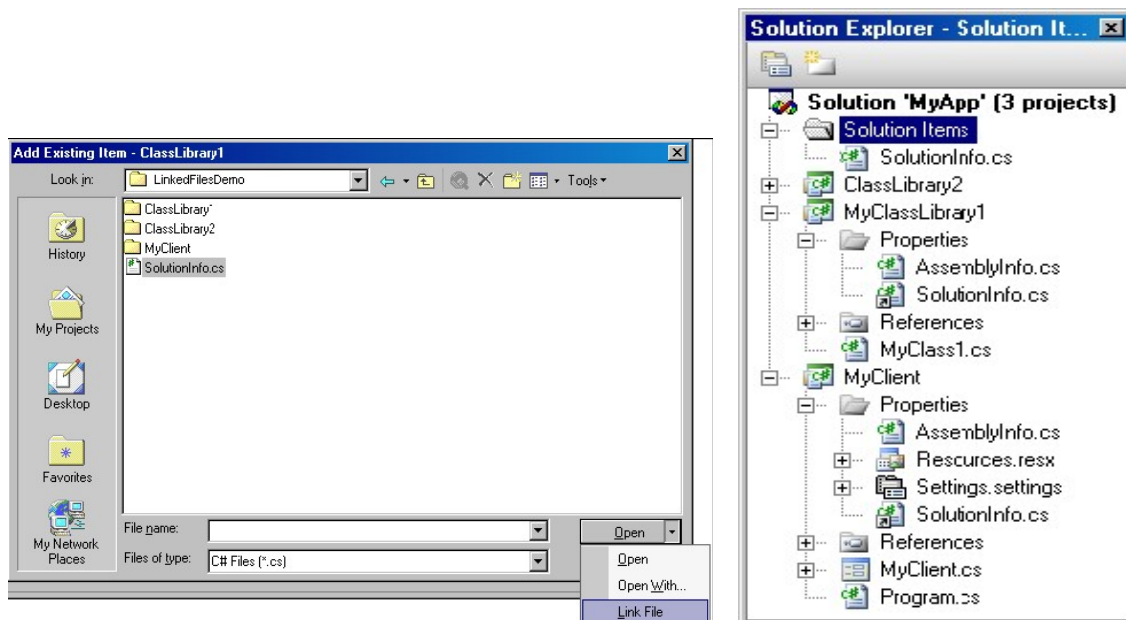 Add Existing Item - ClassLibrary1
Look in:
LinkedFilesDemo
Tools
History
My Projects
Desktop
Favorites
My Network
Places
ClassLibrary1
ClassLibrary2
MyClient
SolutionInfo.cs
File name:
Open
Files of type:
C# Files (*.cs)
Open
Open With...
Link File
Solution Explorer - Solution It...
Solution 'MyApp' (3 projects)
Solution Items
SolutionInfo.cs
ClassLibrary2
MyClassLibrary1
Properties
AssemblyInfo.cs
SolutionInfo.cs
References
MyClass1.cs
MyClient
Properties
AssemblyInfo.cs
Resources.resx
Settings.settings
SolutionInfo.cs
References
MyClient.cs
Program.cs